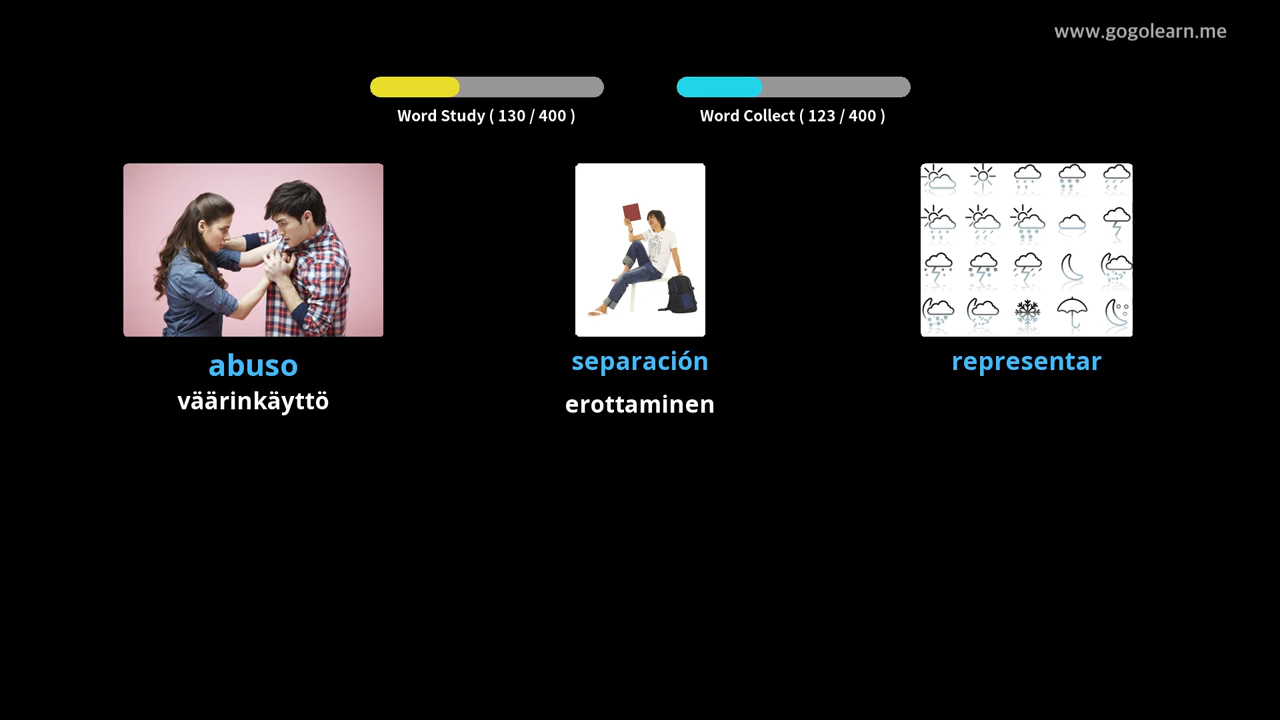 www.gogolearn.me
Word Study ( 130 / 400 )
Word Collect ( 123 / 400 )
abuso
väärinkäyttö
separación
erottaminen
representar